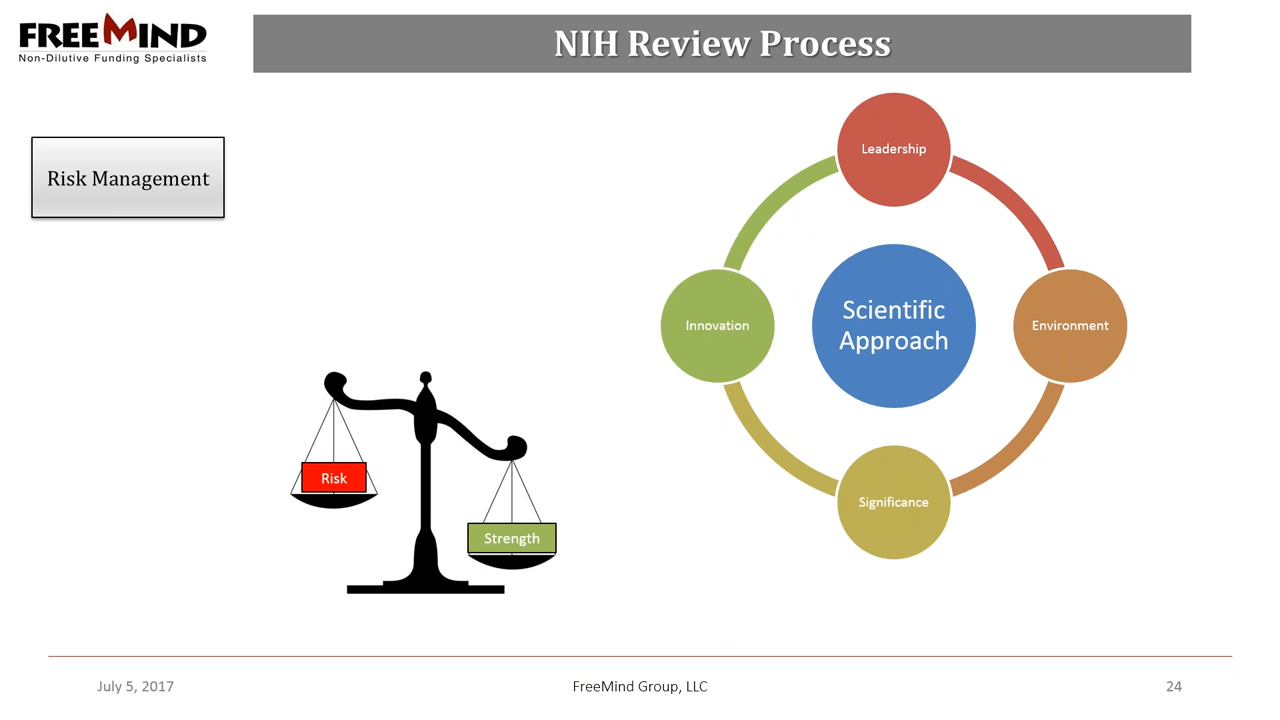 FREEMIND
Non-Dilutive Funding Specialists
NIH Review Process
Risk Management
Leadership
Innovation
Scientific
Approach
Environment
Significance
Risk
Strength
July 5, 2017
FreeMind Group, LLC
24